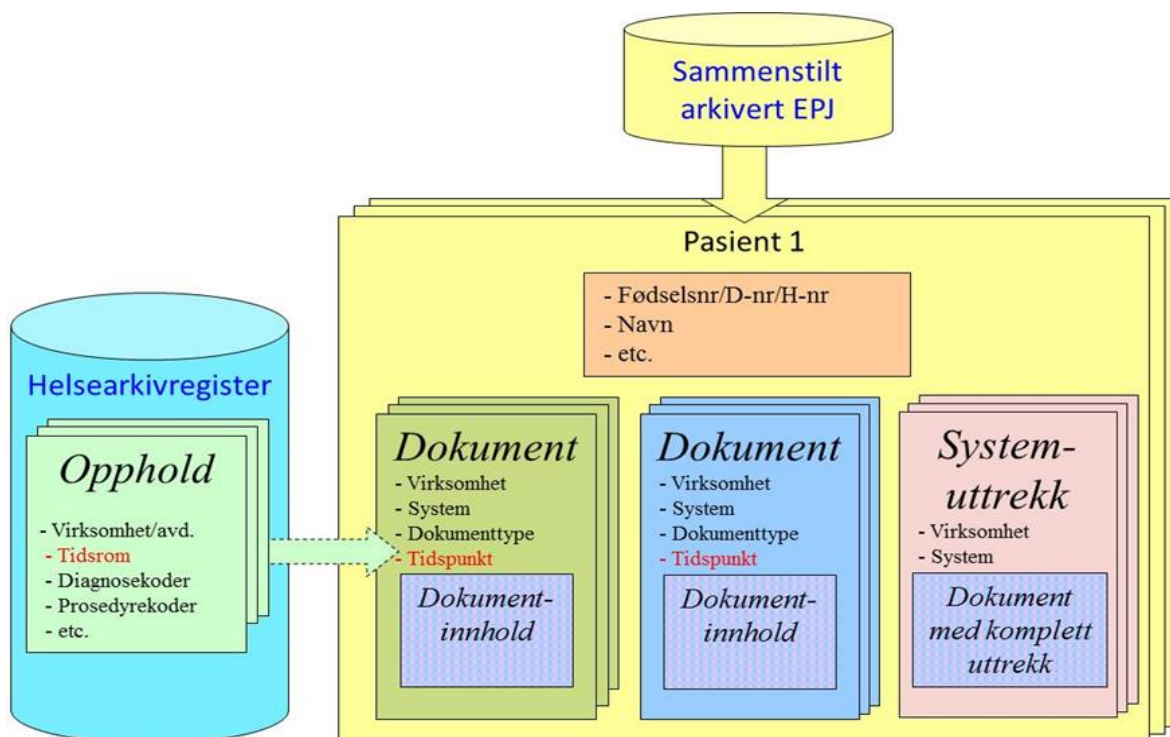 Sammenstilt
arkivert EPJ
Pasient 1
- Fødselsnr/D-nr/H-nr
- Navn
- etc.
Helsearkivregister
Opphold
- Virksomhet/avd.
- Tidsrom
- Diagnosekoder
- Prosedyrekoder
- etc.
Dokument
- Virksomhet
- System
- Dokumenttype
- Tidspunkt
Dokument-
innhold
Dokument
- Virksomhet
- System
- Dokumenttype
- Tidspunkt
Dokument-
innhold
System-
uttrekk
- Virksomhet
- System
Dokument
med komplett
uttrekk